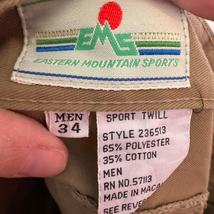 EMS
EASTERN MOUNTAIN SPORTS
MEN
34
SPORT TWILL
STYLE 236513
65% POLYESTER
35% COTTON
MEN
RN NO. 57113
MADE IN MACAU
SEE REVER